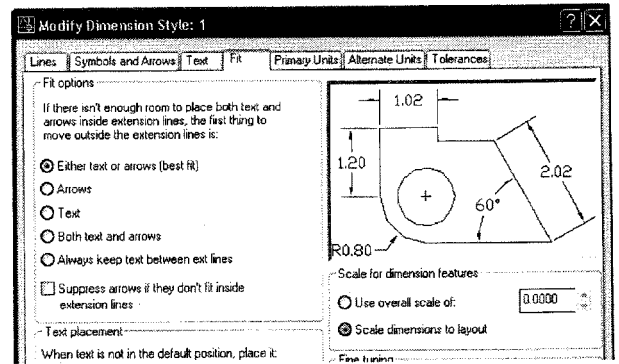 Modify Dimension Style: 1
Lines Symbols and Arrows Text Fit Primary Units Alternate Units Tolerances
Fit options
If there isn't enough room to place both text and
arrows inside extension lines, the first thing to
move outside the extension lines is:
Either text or arrows (best fit)
Arrows
Text
Both text and arrows
Always keep text between ext lines
Suppress arrows if they don't fit inside
extension lines
Text placement
When text is not in the default position, place it:
1.02
1.20
2.02
60°
R0.80
Scale for dimension features
Use overall scale of: 0.0000
Scale dimensions to layout
Fine tuning